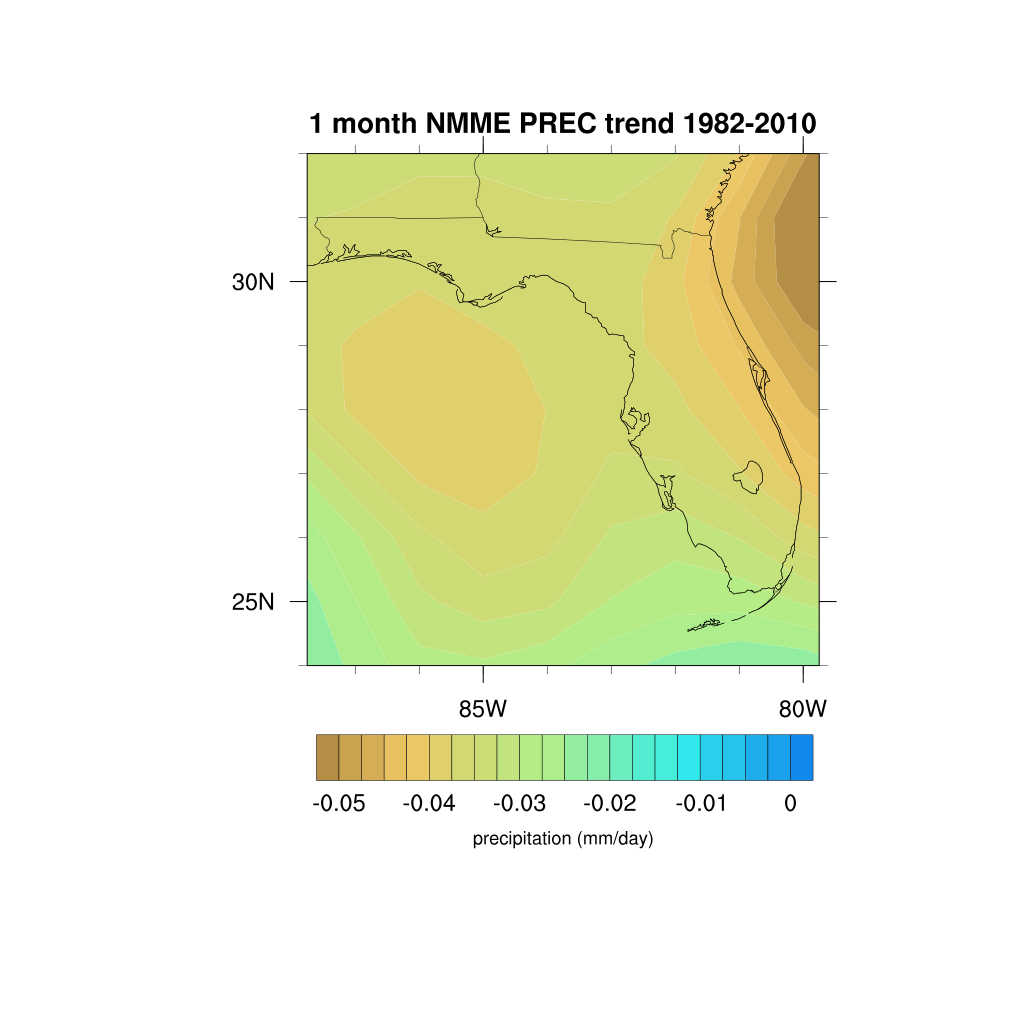 1 month NMME PREC trend 1982-2010
30N
25N
85W 80W
-0.05 -0.04 -0.03 -0.02 -0.01 0
precipitation (mm/day)